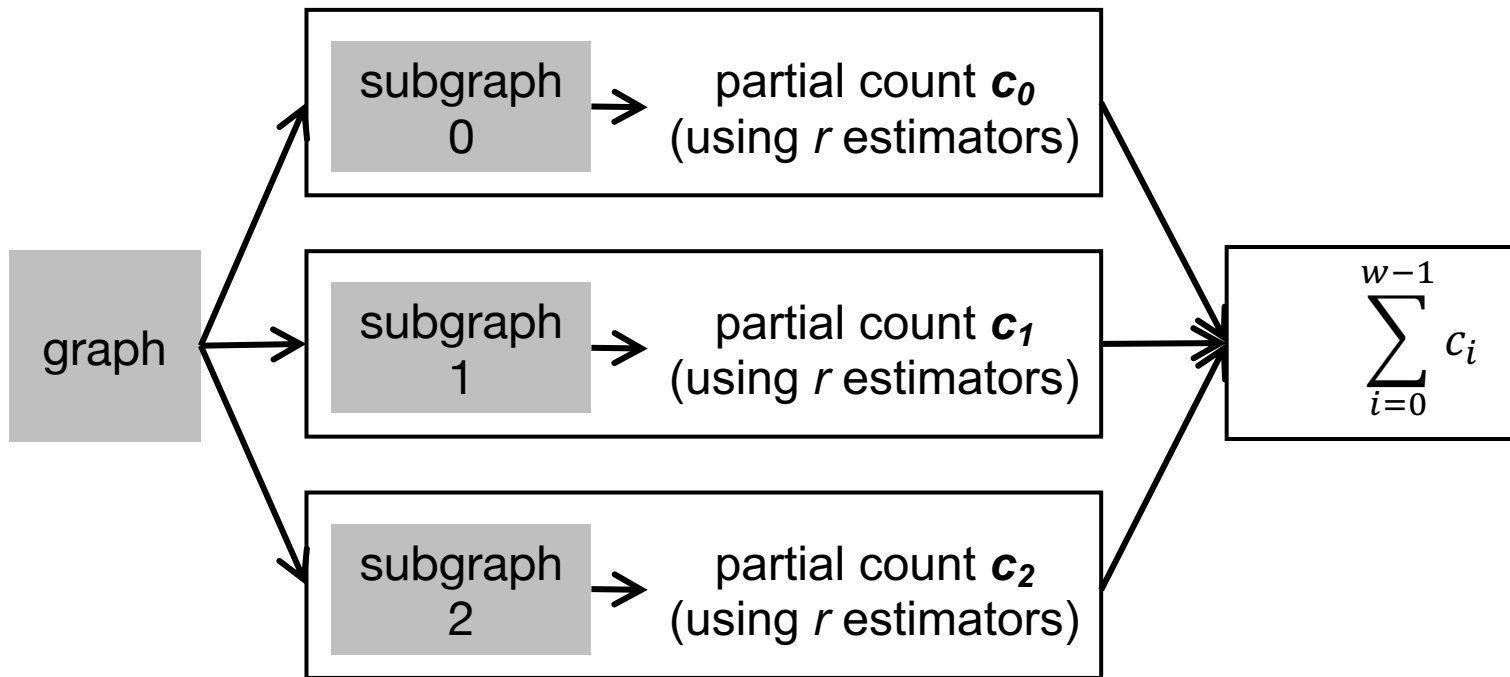 graph
subgraph
0
partial count c₀
(using r estimators)
subgraph
1
partial count c₁
(using r estimators)
subgraph
2
partial count c₂
(using r estimators)
w−1
∑ cᵢ
i=0